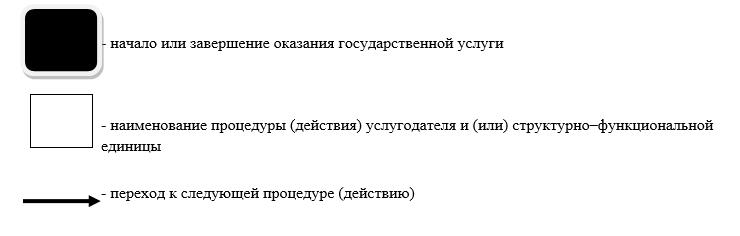 - начало или завершение оказания государственной услуги
- наименование процедуры (действия) услугодателя и (или) структурно–функциональной
единицы
- переход к следующей процедуре (действию)